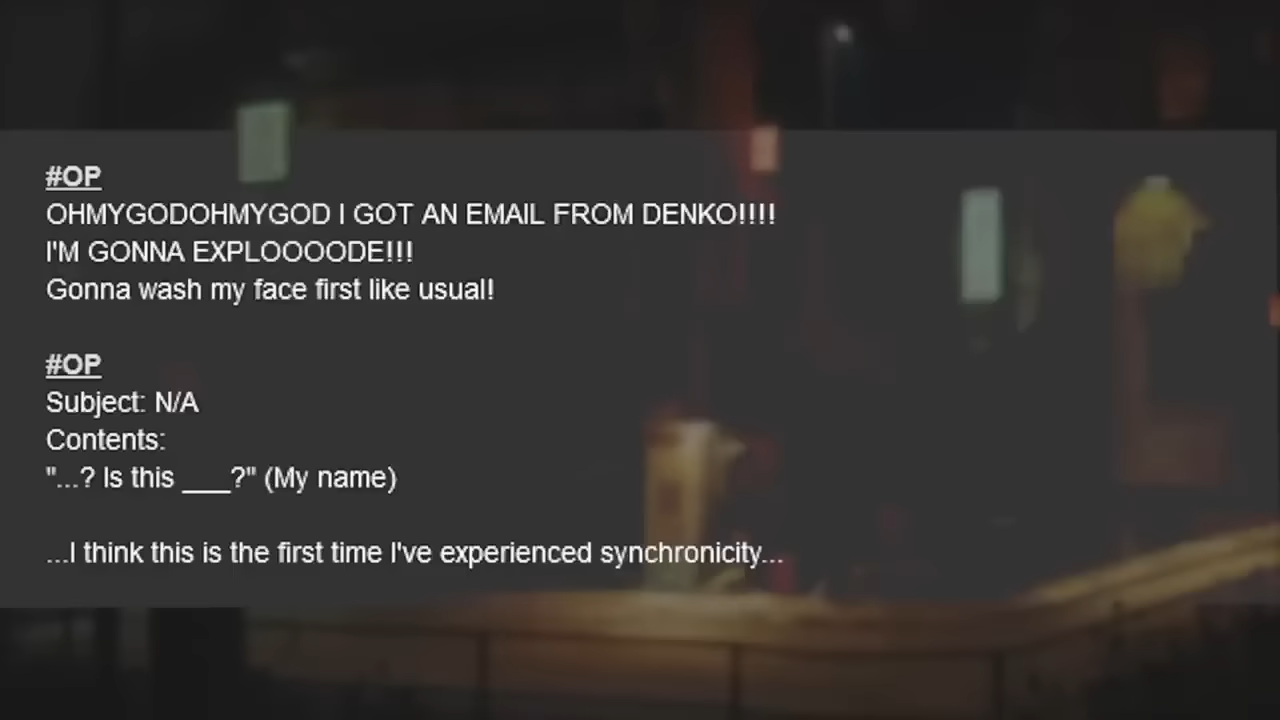 #OP
OHMYGODOHMYGOD I GOT AN EMAIL FROM DENKO!!!!
I'M GONNA EXPLOOOODE!!!
Gonna wash my face first like usual!
#OP
Subject: N/A
Contents:
"...? Is this ___?" (My name)
...I think this is the first time I've experienced synchronicity...